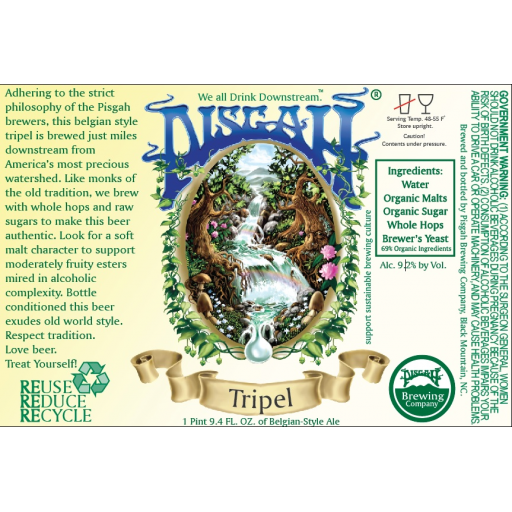 Adhering to the strict
philosophy of the Pisgah
brewers, this belgian style
tripel is brewed just miles
downstream from
America's most precious
watershed. Like monks of
the old tradition, we brew
with whole hops and raw
sugars to make this beer
authentic. Look for a soft
malt character to support
moderately fruity esters
mired in alcoholic
complexity. Bottle
conditioned this beer
exudes old world style.
Respect tradition.
Love beer.
Treat Yourself!
REUSE
REDUCE
RECYCLE
We all Drink Downstream.™
PISGAH®
support sustainable brewing culture
Tripel
1 Pint 9.4 FL. OZ. of Belgian-Style Ale
Serving Temp. 48-55 F°
Store upright.
Caution!
Contents under pressure.
Ingredients:
Water
Organic Malts
Organic Sugar
Whole Hops
Brewer's Yeast
69% Organic Ingredients
Alc. 9.2% by Vol.
PISGAH
Brewing
Company
GOVERNMENT WARNING: (1) ACCORDING TO THE SURGEON GENERAL, WOMEN
SHOULD NOT DRINK ALCOHOLIC BEVERAGES DURING PREGNANCY BECAUSE OF THE
RISK OF BIRTH DEFECTS. (2) CONSUMPTION OF ALCOHOLIC BEVERAGES IMPAIRS YOUR
ABILITY TO DRIVE A CAR OR OPERATE MACHINERY, AND MAY CAUSE HEALTH PROBLEMS.
Brewed and bottled by Pisgah Brewing Company, Black Mountain, NC.